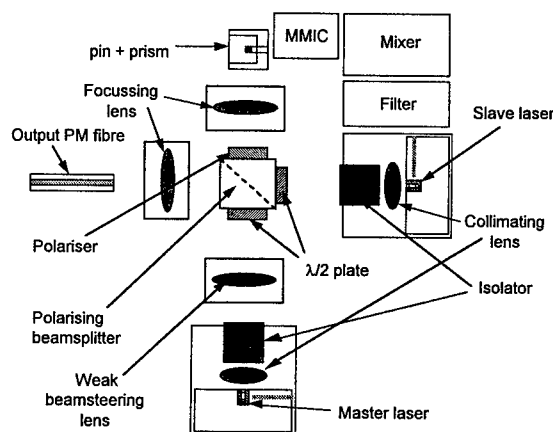 pin + prism
MMIC
Mixer
Focussing
lens
Filter
Slave laser
Output PM fibre
Polariser
λ/2 plate
Collimating
lens
Polarising
beamsplitter
Isolator
Weak
beamsteering
lens
Master laser